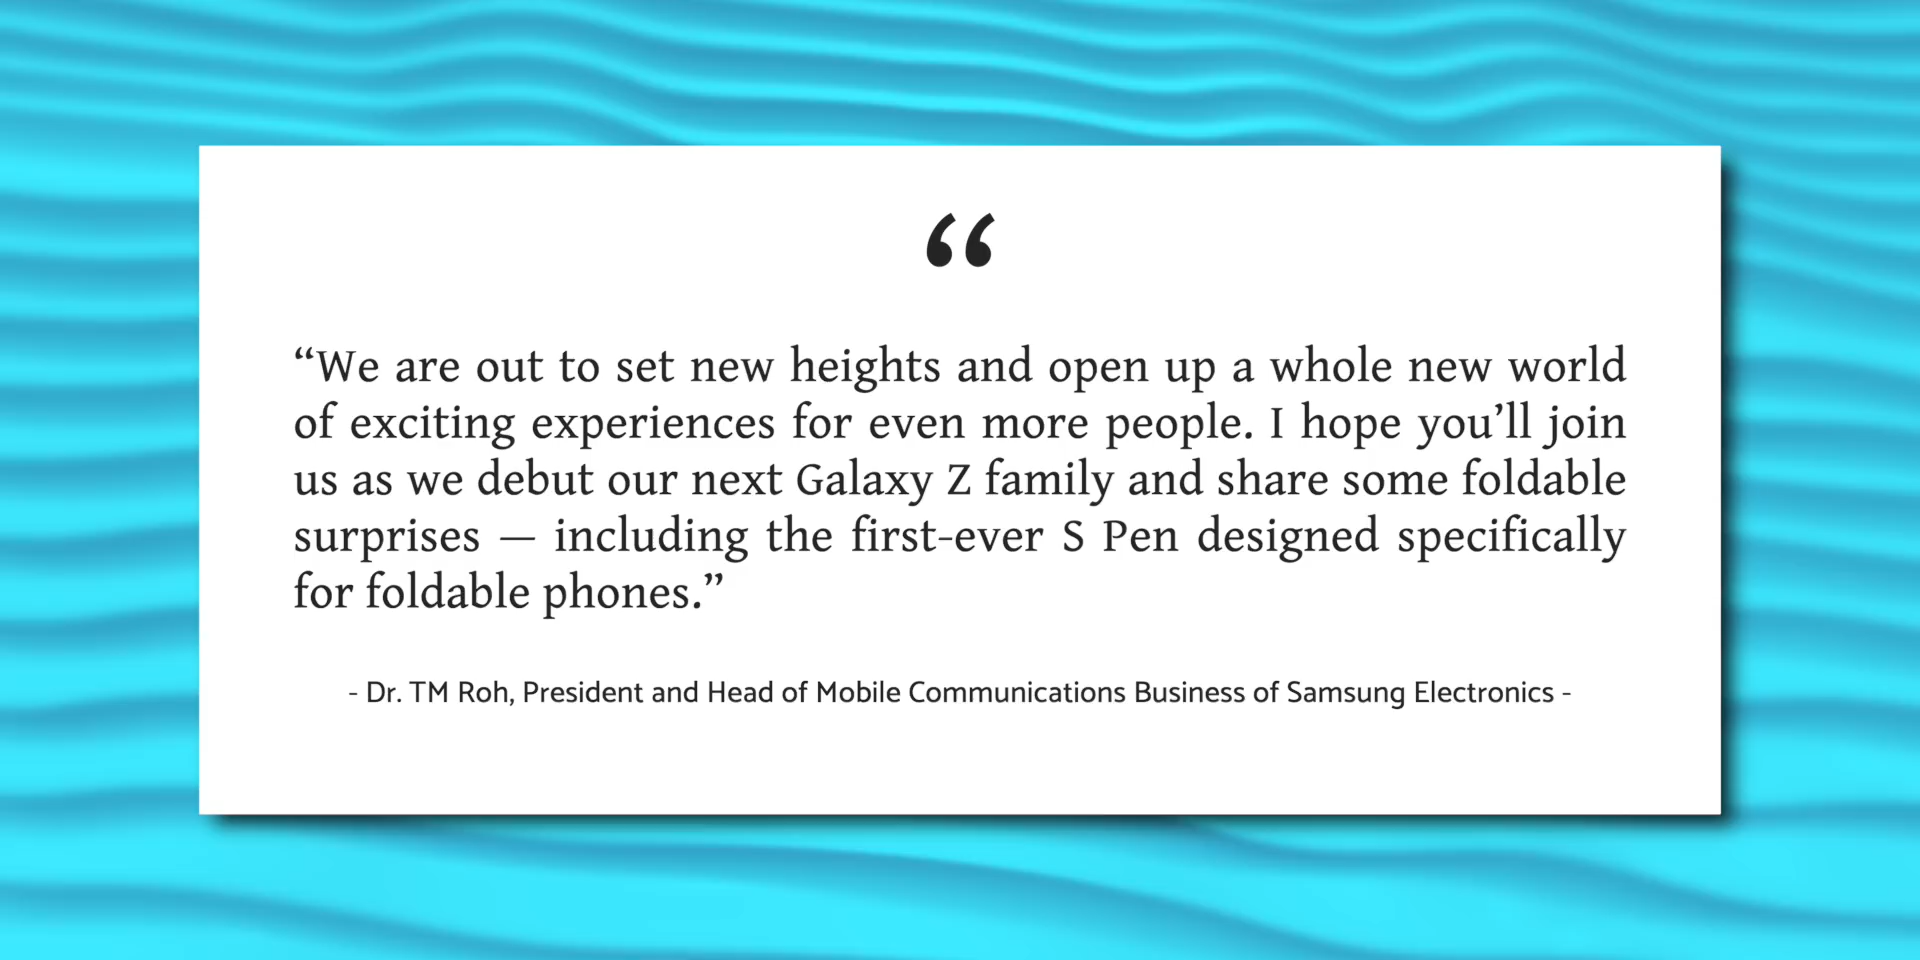 “
“We are out to set new heights and open up a whole new world
of exciting experiences for even more people. I hope you’ll join
us as we debut our next Galaxy Z family and share some foldable
surprises — including the first-ever S Pen designed specifically
for foldable phones.”
- Dr. TM Roh, President and Head of Mobile Communications Business of Samsung Electronics -